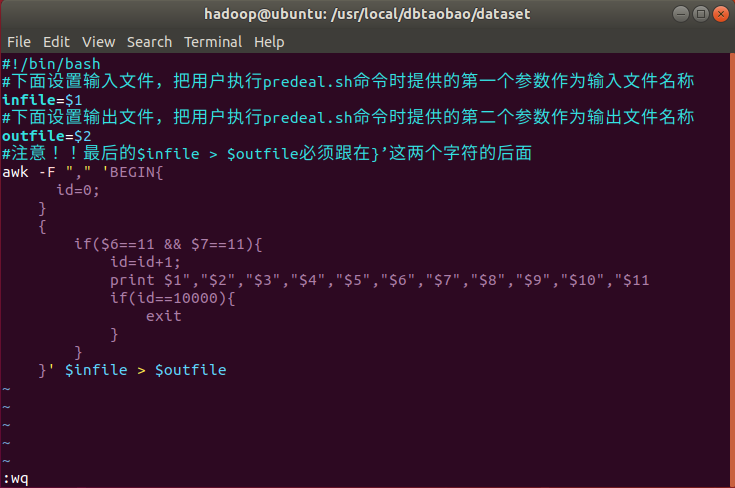 hadoop@ubuntu: /usr/local/dbtaobao/dataset
File Edit View Search Terminal Help
#!/bin/bash
#下面设置输入文件，把用户执行predeal.sh命令时提供的第一个参数作为输入文件名称
infile=$1
#下面设置输出文件，把用户执行predeal.sh命令时提供的第二个参数作为输出文件名称
outfile=$2
#注意！！最后的$infile > $outfile必须跟在}’这两个字符的后面
awk -F "," 'BEGIN{
      id=0;
    }
    {
        if($6==11 && $7==11){
            id=id+1;
            print $1","$2","$3","$4","$5","$6","$7","$8","$9","$10","$11
            if(id==10000){
                exit
            }
        }
    }' $infile > $outfile
~
~
~
~
~
:wq